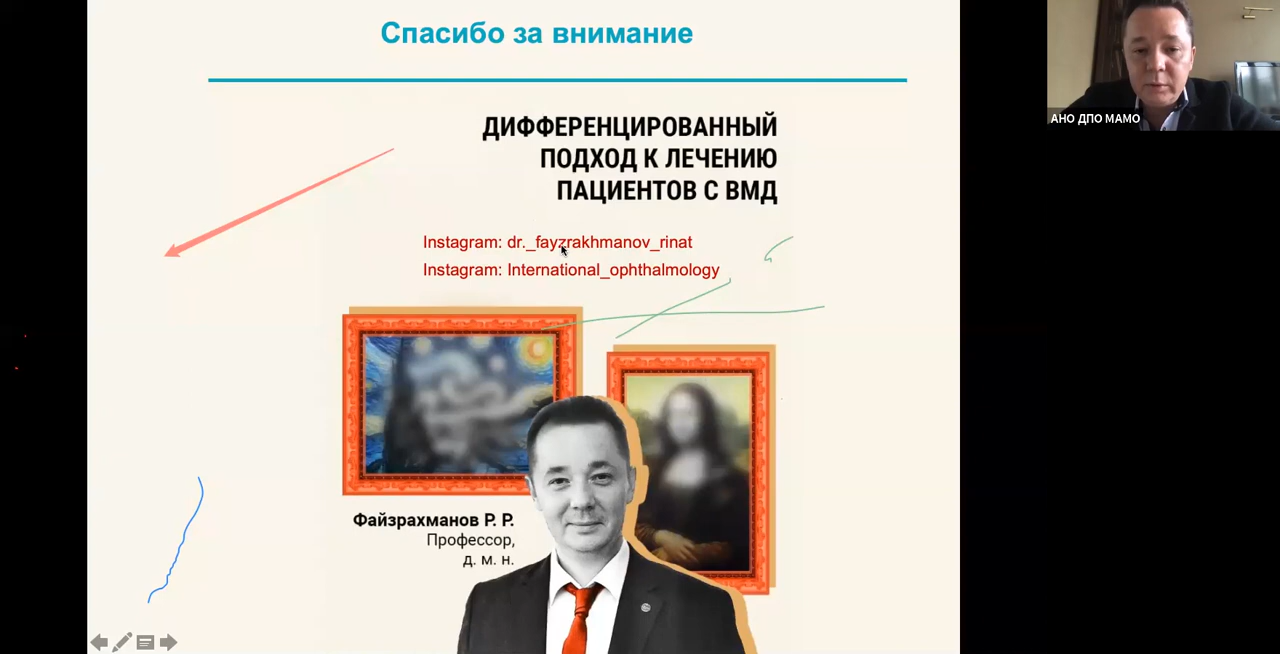 Спасибо за внимание
ДИФФЕРЕНЦИРОВАННЫЙ
ПОДХОД К ЛЕЧЕНИЮ
ПАЦИЕНТОВ С ВМД
Instagram: dr._fayzrakhmanov_rinat
Instagram: International_ophthalmology
Файзрахманов Р. Р.
Профессор,
д. м. н.
АНО ДПО МАМО